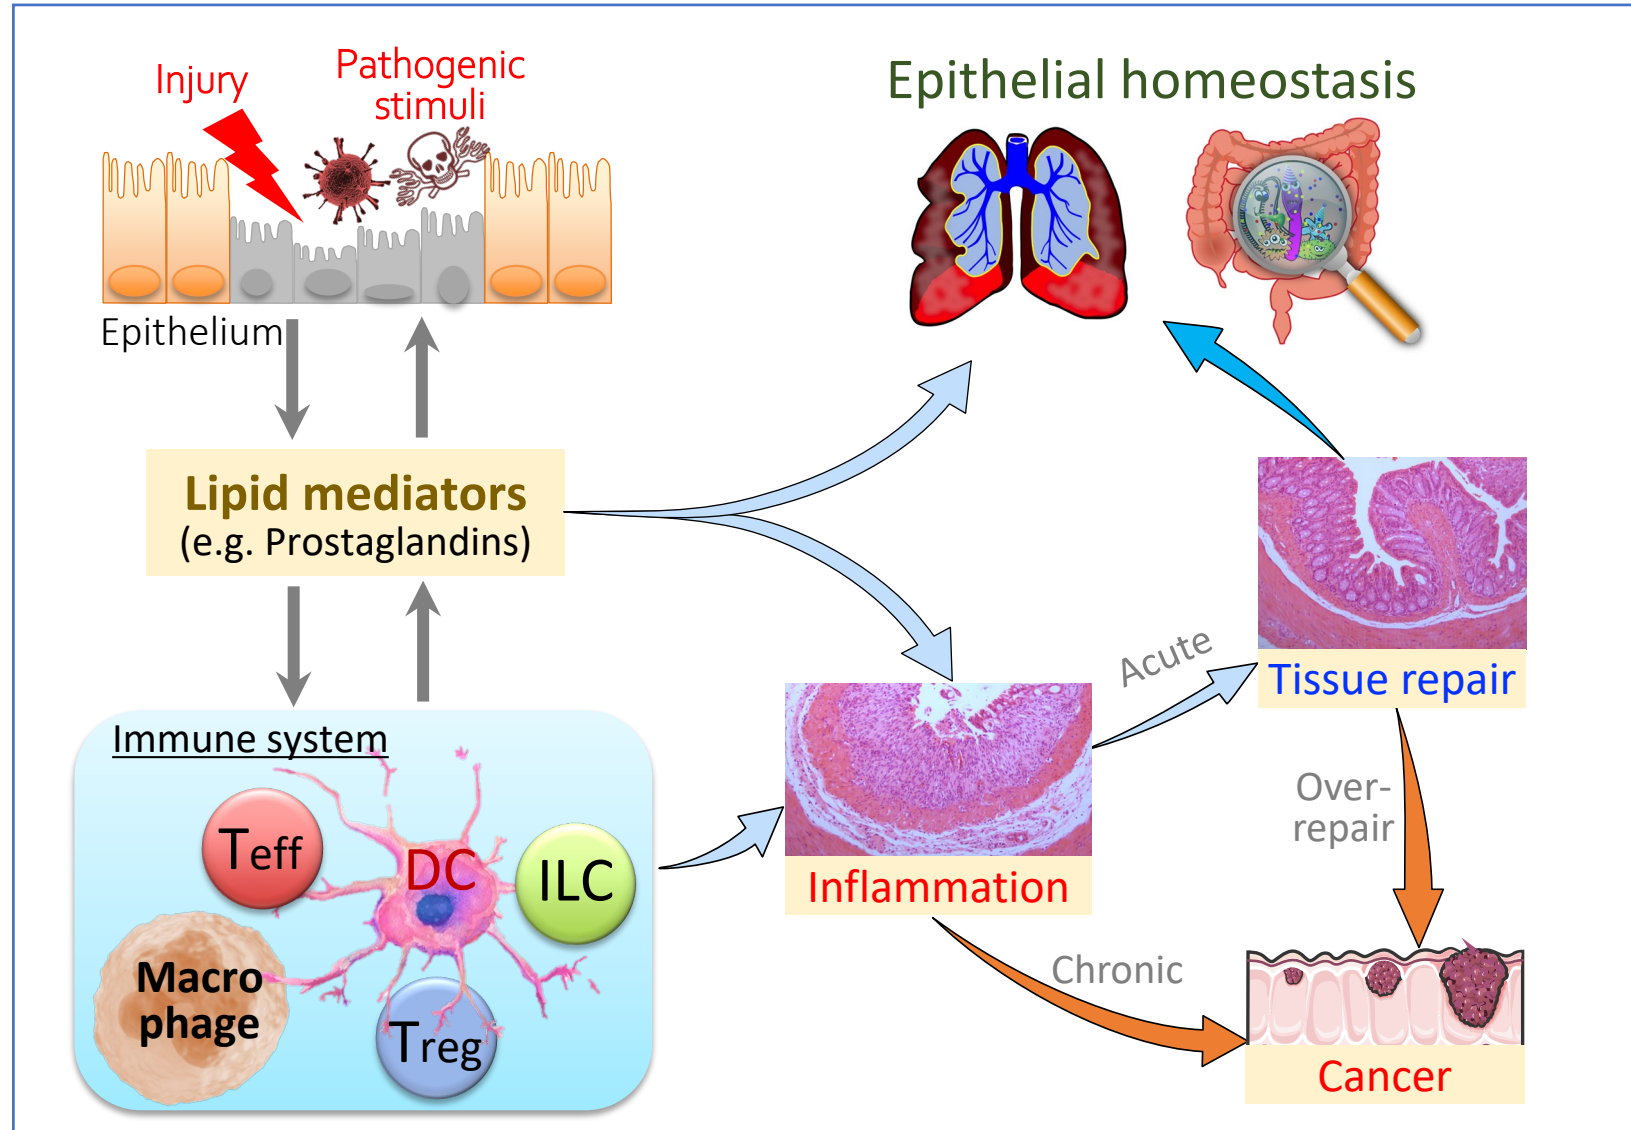 Injury
Pathogenic
stimuli
Epithelium
Lipid mediators
(e.g. Prostaglandins)
Immune system
Teff
DC
ILC
Macro
phage
Treg
Epithelial homeostasis
Inflammation
Acute
Tissue repair
Over-
repair
Chronic
Cancer